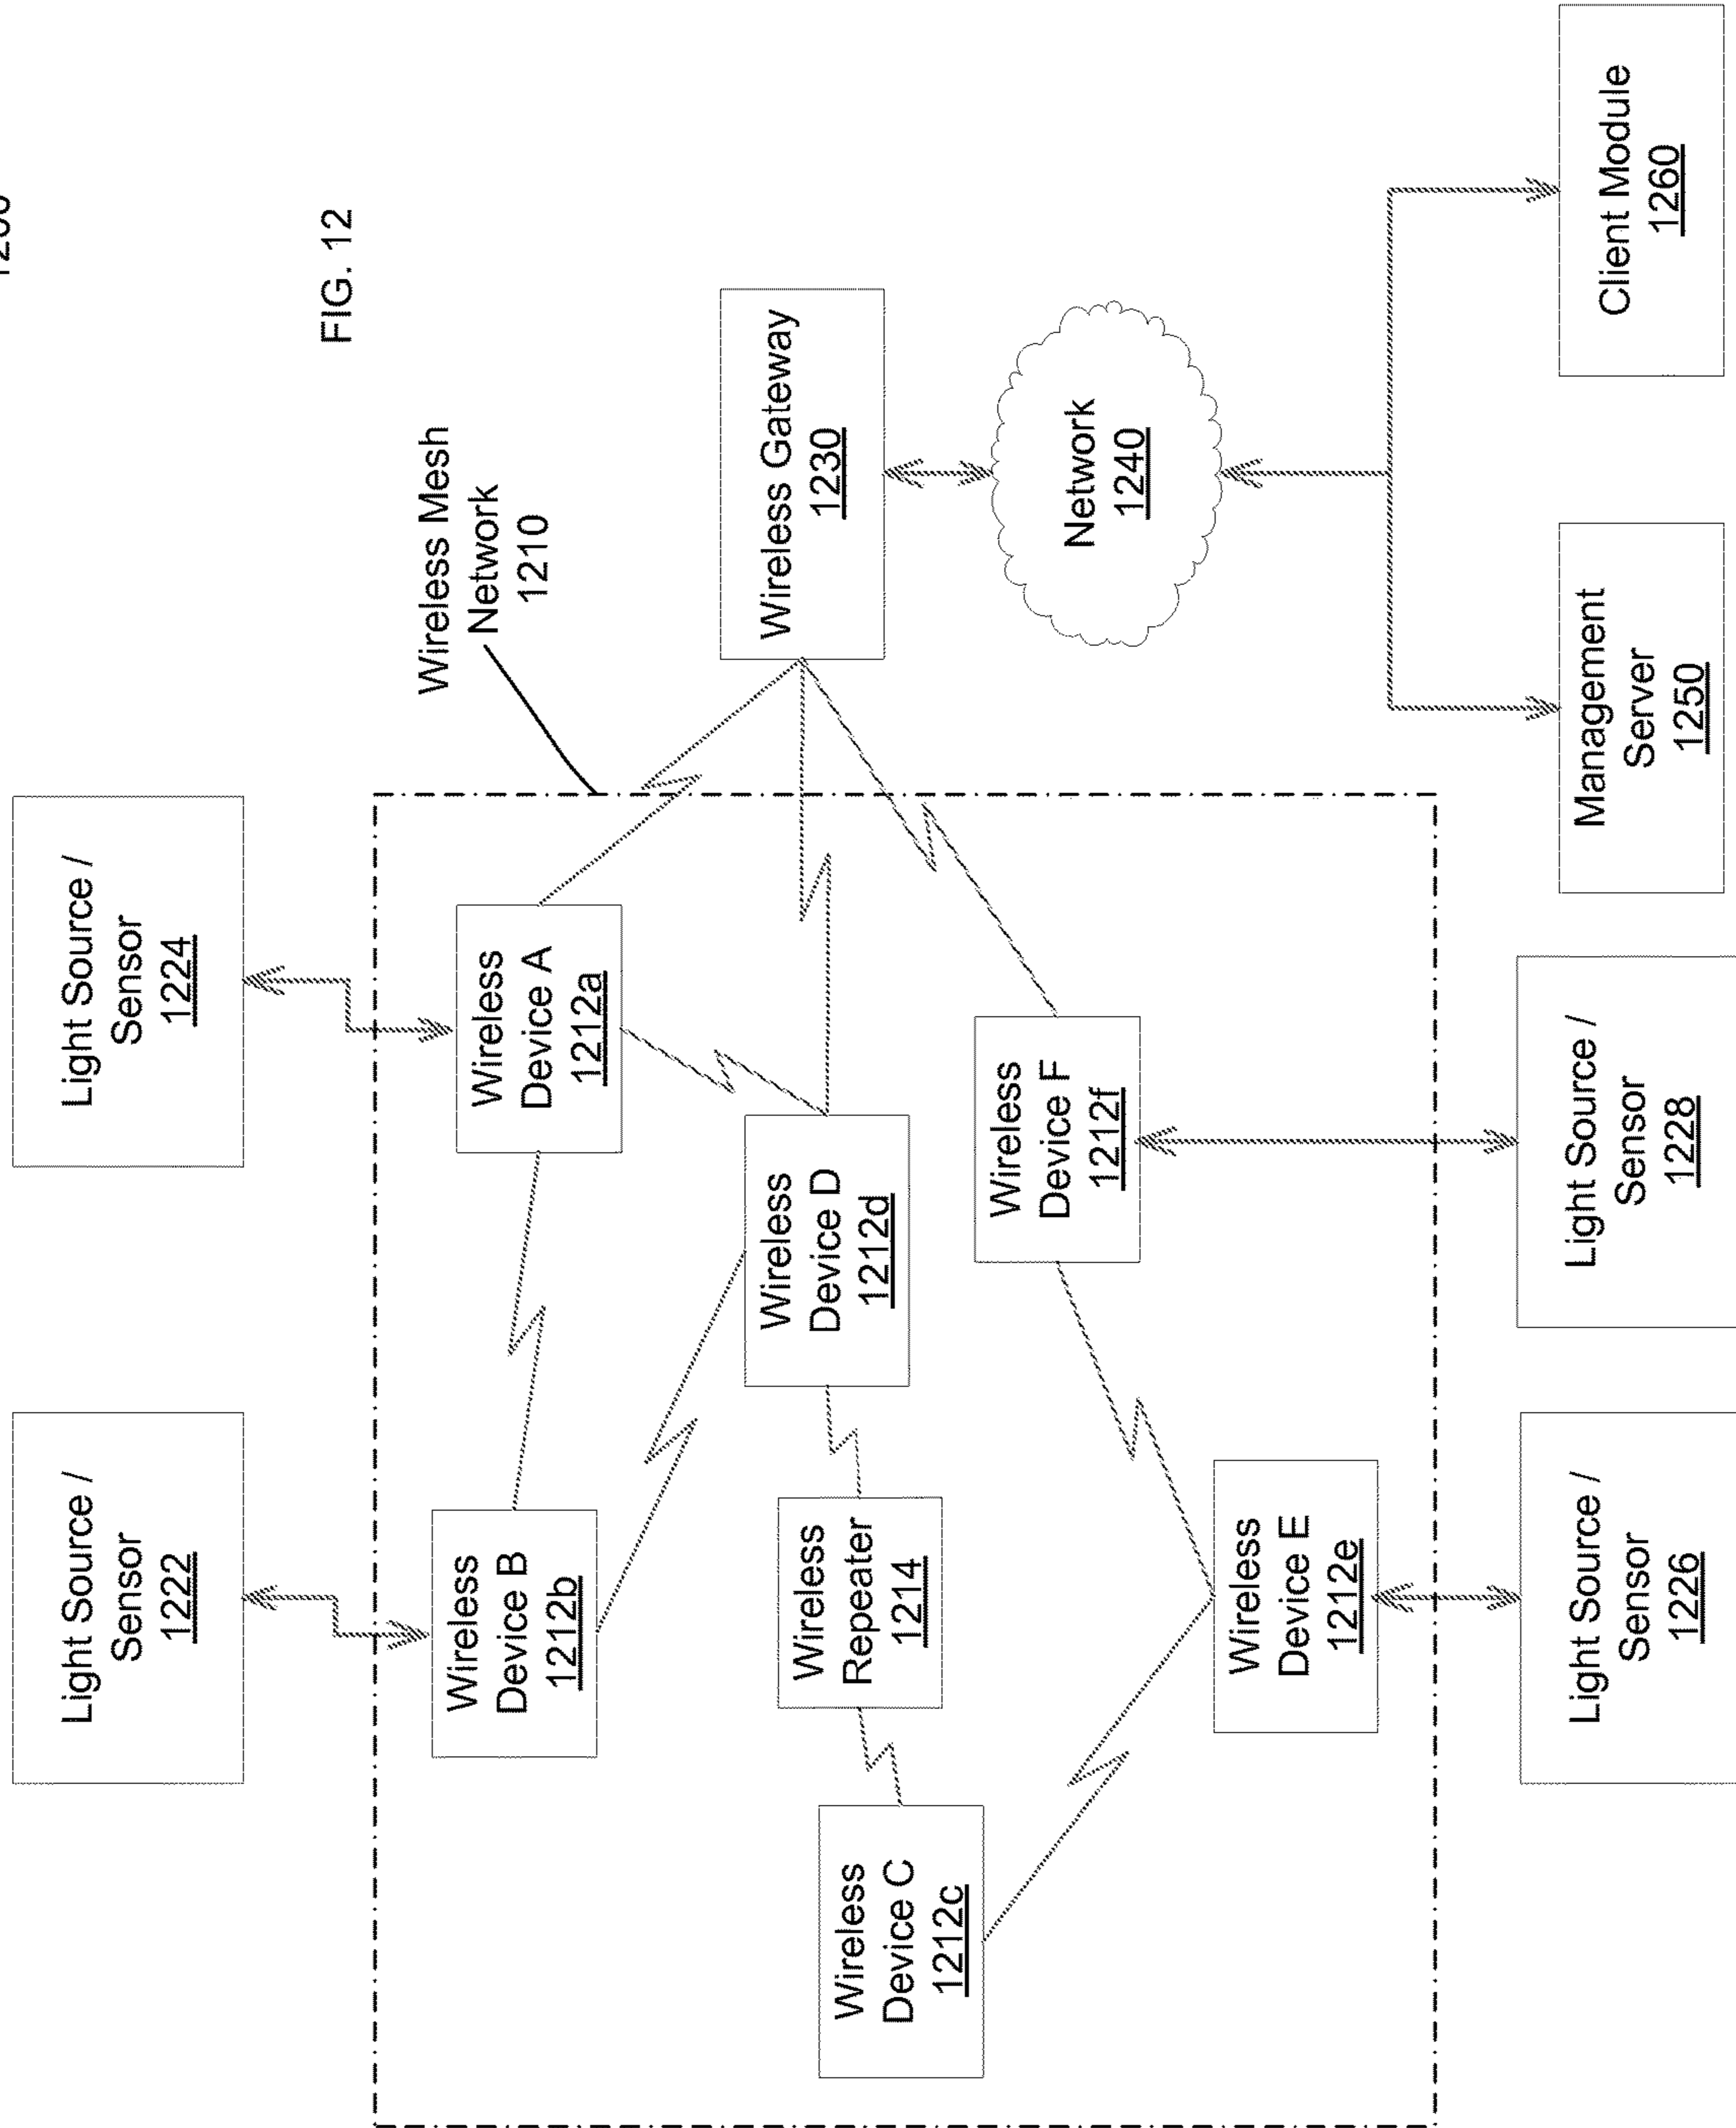 1200
Light Source /
Sensor
1222
Light Source /
Sensor
1224
FIG. 12
Wireless Mesh
Network
1210
Wireless
Device B
1212b
Wireless
Device A
1212a
Wireless
Device D
1212d
Wireless Gateway
1230
Wireless
Repeater
1214
Wireless
Device C
1212c
Wireless
Device F
1212f
Network
1240
Wireless
Device E
1212e
Light Source /
Sensor
1226
Light Source /
Sensor
1228
Management
Server
1250
Client Module
1260